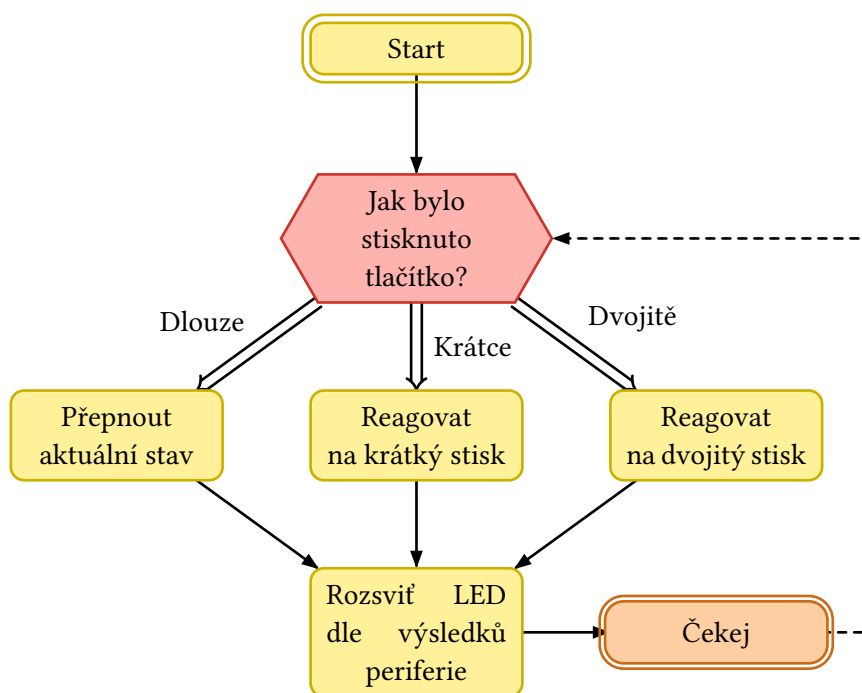 Start
Jak bylo
stisknuto
tlačítko?
Dlouze
Krátce
Dvojitě
Přepnout
aktuální stav
Reagovat
na krátký stisk
Reagovat
na dvojitý stisk
Rozsviť LED
dle výsledků
periferie
Čekej